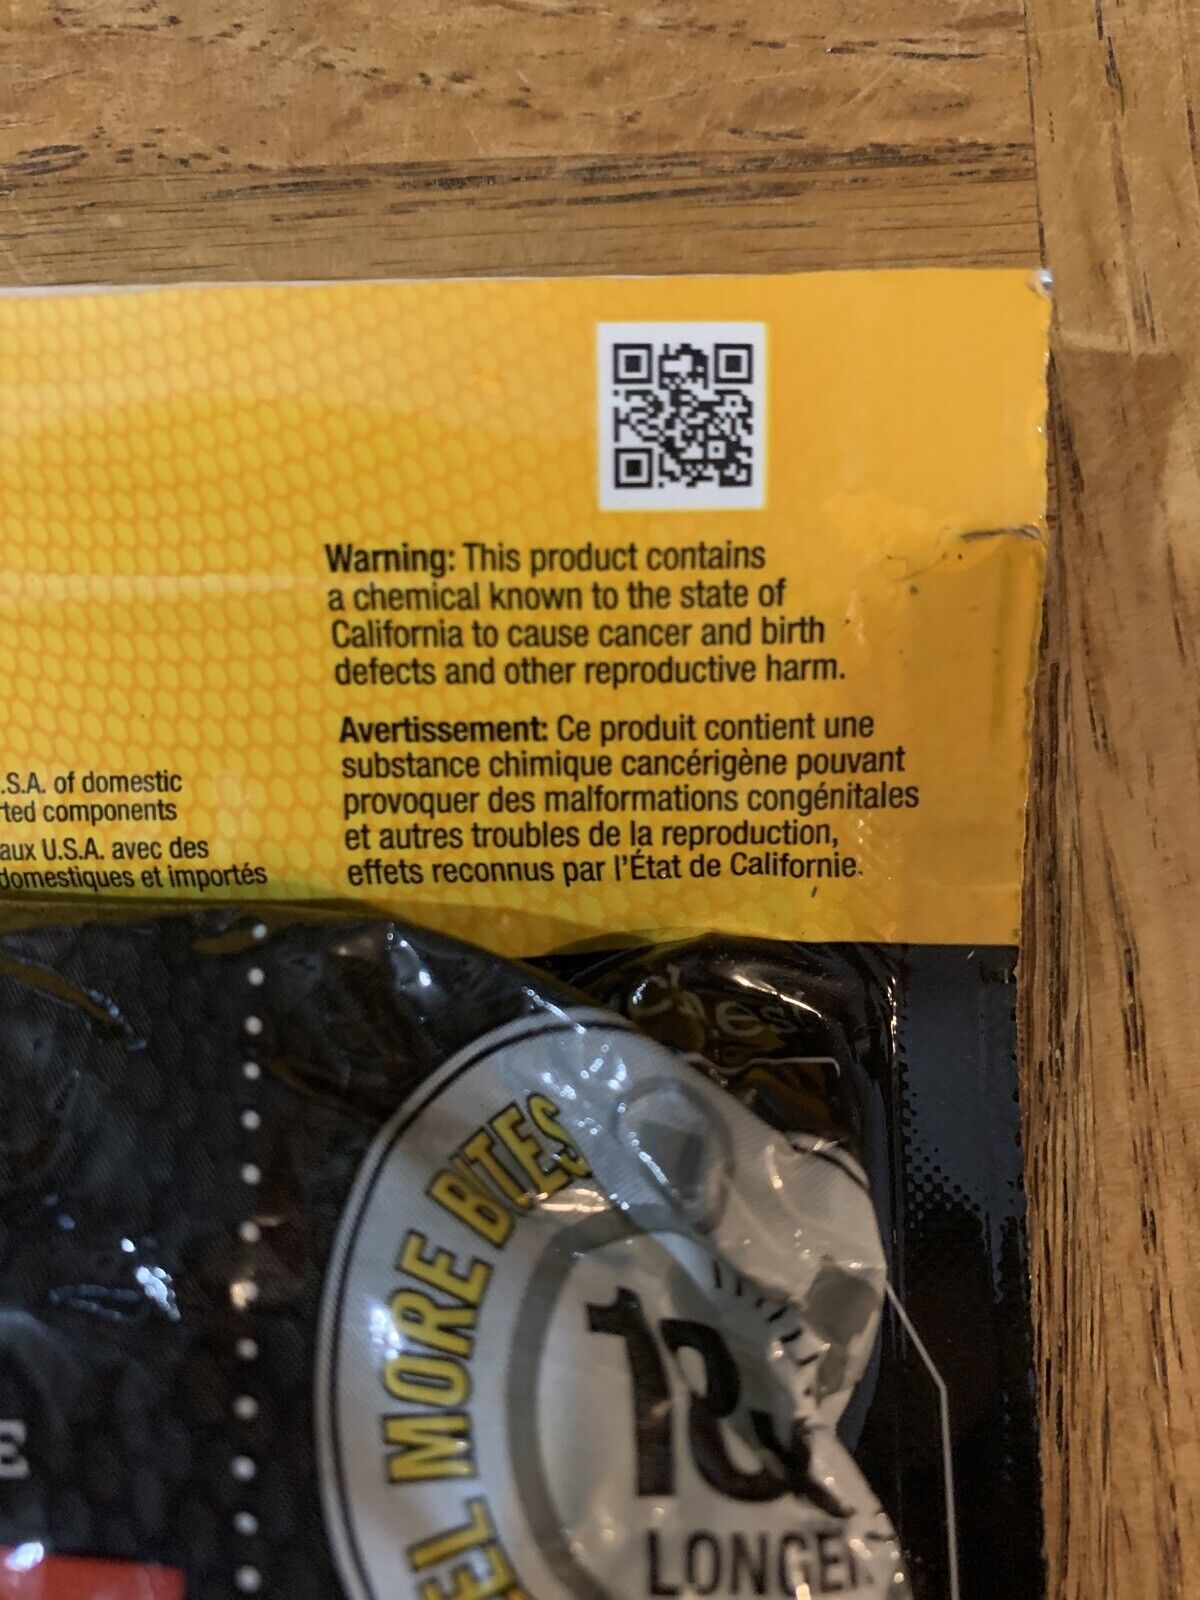 Warning: This product contains
a chemical known to the state of
California to cause cancer and birth
defects and other reproductive harm.
Avertissement: Ce produit contient une
substance chimique cancérigène pouvant
provoquer des malformations congénitales
et autres troubles de la reproduction,
effets reconnus par l'État de Californie.
.S.A. of domestic
rted components
aux U.S.A. avec des
domestiques et importés
EL MORE BITES
18x
LONGER